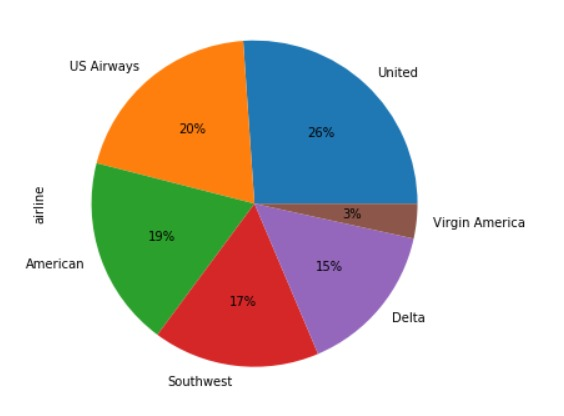 United
US Airways
20%
26%
airline
19%
3%
Virgin America
American
15%
17%
Delta
Southwest